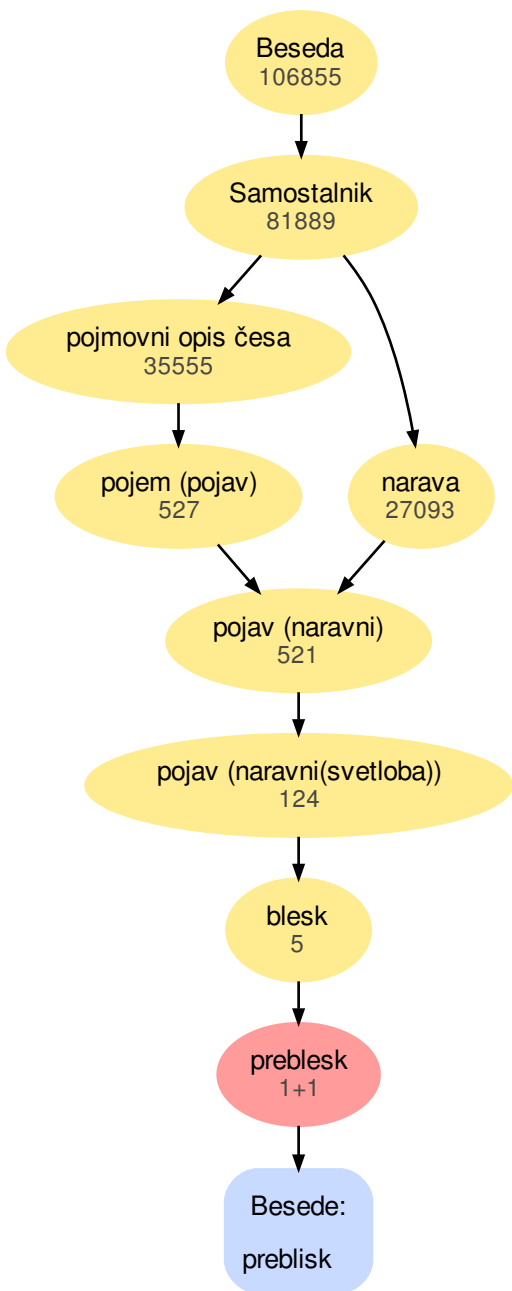 Beseda
106855
Samostalnik
81889
pojmovni opis česa
35555
pojem (pojav)
527
narava
27093
pojav (naravni)
521
pojav (naravni(svetloba))
124
blesk
5
preblesk
1+1
Besede:
preblisk